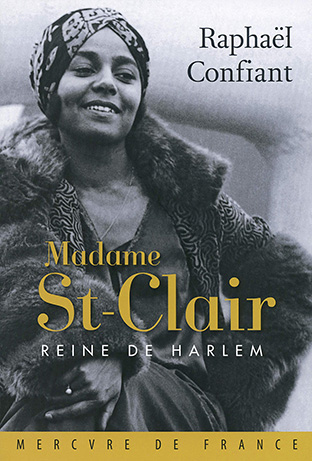 Raphaël
Confiant
Madame
St-Clair
REINE DE HARLEM
MERCVRE DE FRANCE